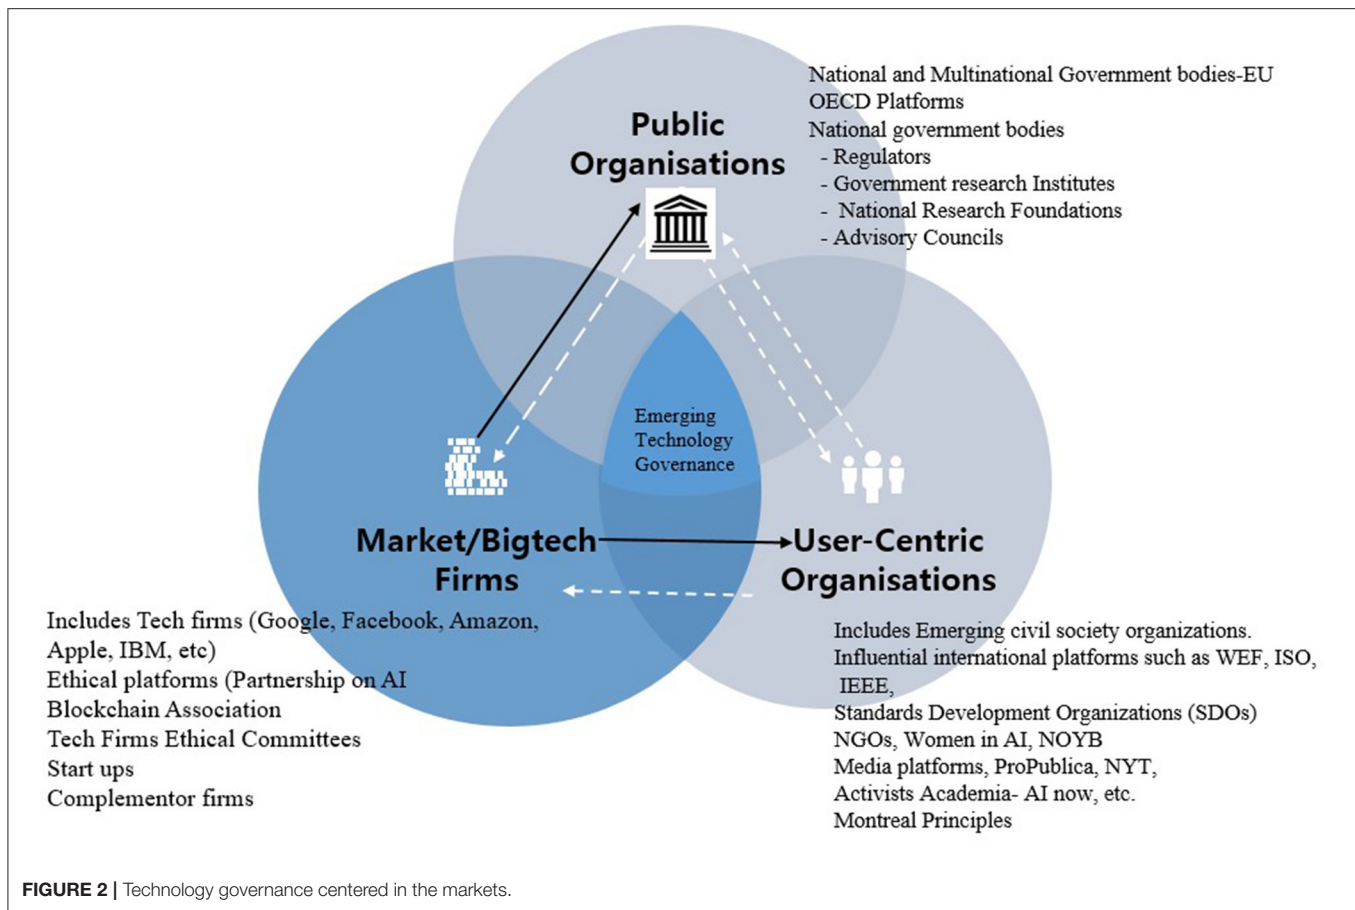 Public
Organisations
National and Multinational Government bodies-EU
OECD Platforms
National government bodies
- Regulators
- Government research Institutes
- National Research Foundations
- Advisory Councils
Emerging
Technology
Governance
Market/Bigtech
Firms
Includes Tech firms (Google, Facebook, Amazon,
Apple, IBM, etc)
Ethical platforms (Partnership on AI
Blockchain Association
Tech Firms Ethical Committees
Start ups
Complementor firms
User-Centric
Organisations
Includes Emerging civil society organizations.
Influential international platforms such as WEF, ISO,
IEEE,
Standards Development Organizations (SDOs)
NGOs, Women in AI, NOYB
Media platforms, ProPublica, NYT,
Activists Academia- AI now, etc.
Montreal Principles
FIGURE 2 | Technology governance centered in the markets.